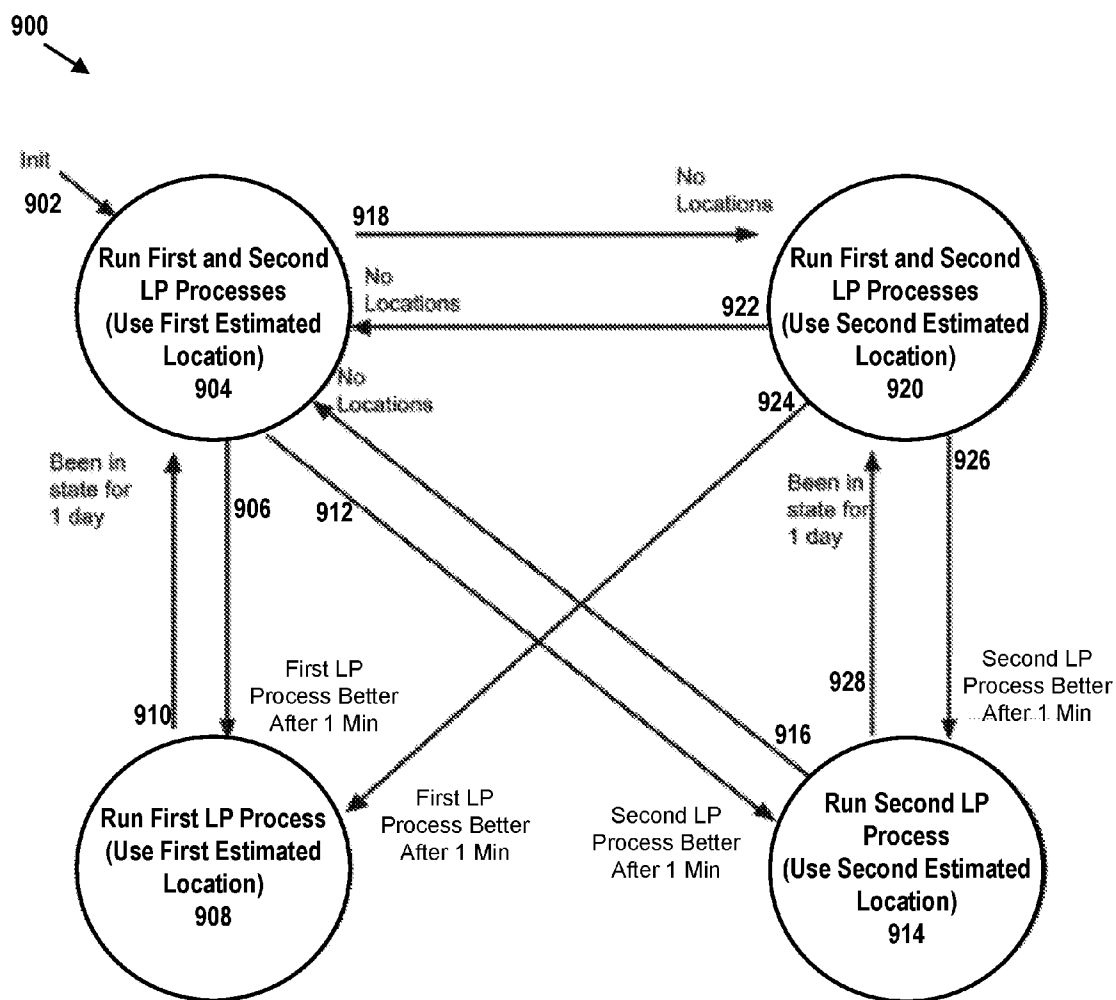 900
Init
902
Run First and Second
LP Processes
(Use First Estimated
Location)
904
918
No
Locations
No
Locations
922
Run First and Second
LP Processes
(Use Second Estimated
Location)
920
No
Locations
924
Been in
state for
1 day
906
912
Been in
state for
1 day
926
910
First LP
Process Better
After 1 Min
928
Second LP
Process Better
After 1 Min
916
Run First LP Process
(Use First Estimated
Location)
908
First LP
Process Better
After 1 Min
Second LP
Process Better
After 1 Min
Run Second LP
Process
(Use Second Estimated
Location)
914